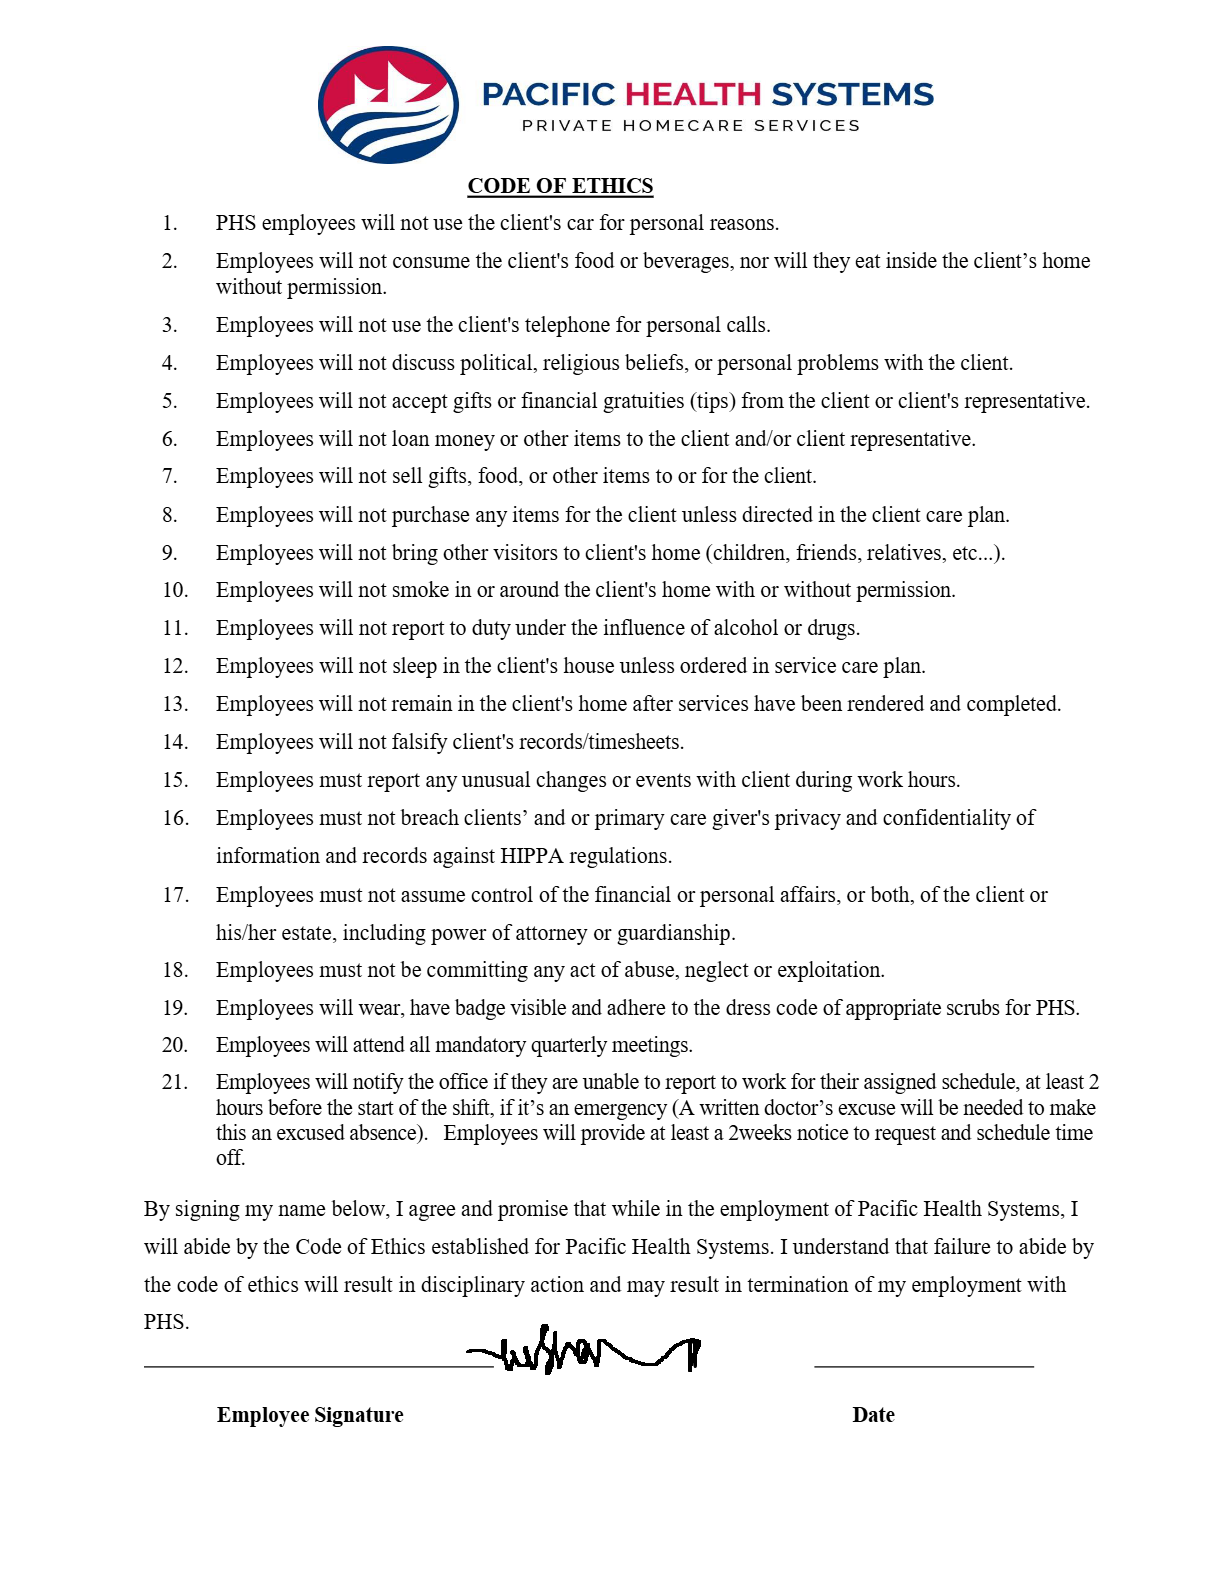 PACIFIC HEALTH SYSTEMS
PRIVATE HOMECARE SERVICES
CODE OF ETHICS
1. PHS employees will not use the client's car for personal reasons.
2. Employees will not consume the client's food or beverages, nor will they eat inside the client’s home
without permission.
3. Employees will not use the client's telephone for personal calls.
4. Employees will not discuss political, religious beliefs, or personal problems with the client.
5. Employees will not accept gifts or financial gratuities (tips) from the client or client's representative.
6. Employees will not loan money or other items to the client and/or client representative.
7. Employees will not sell gifts, food, or other items to or for the client.
8. Employees will not purchase any items for the client unless directed in the client care plan.
9. Employees will not bring other visitors to client's home (children, friends, relatives, etc...).
10. Employees will not smoke in or around the client's home with or without permission.
11. Employees will not report to duty under the influence of alcohol or drugs.
12. Employees will not sleep in the client's house unless ordered in service care plan.
13. Employees will not remain in the client's home after services have been rendered and completed.
14. Employees will not falsify client's records/timesheets.
15. Employees must report any unusual changes or events with client during work hours.
16. Employees must not breach clients’ and or primary care giver's privacy and confidentiality of
information and records against HIPPA regulations.
17. Employees must not assume control of the financial or personal affairs, or both, of the client or
his/her estate, including power of attorney or guardianship.
18. Employees must not be committing any act of abuse, neglect or exploitation.
19. Employees will wear, have badge visible and adhere to the dress code of appropriate scrubs for PHS.
20. Employees will attend all mandatory quarterly meetings.
21. Employees will notify the office if they are unable to report to work for their assigned schedule, at least 2
hours before the start of the shift, if it’s an emergency (A written doctor’s excuse will be needed to make
this an excused absence). Employees will provide at least a 2weeks notice to request and schedule time
off.
By signing my name below, I agree and promise that while in the employment of Pacific Health Systems, I
will abide by the Code of Ethics established for Pacific Health Systems. I understand that failure to abide by
the code of ethics will result in disciplinary action and may result in termination of my employment with
PHS.
Employee Signature Date